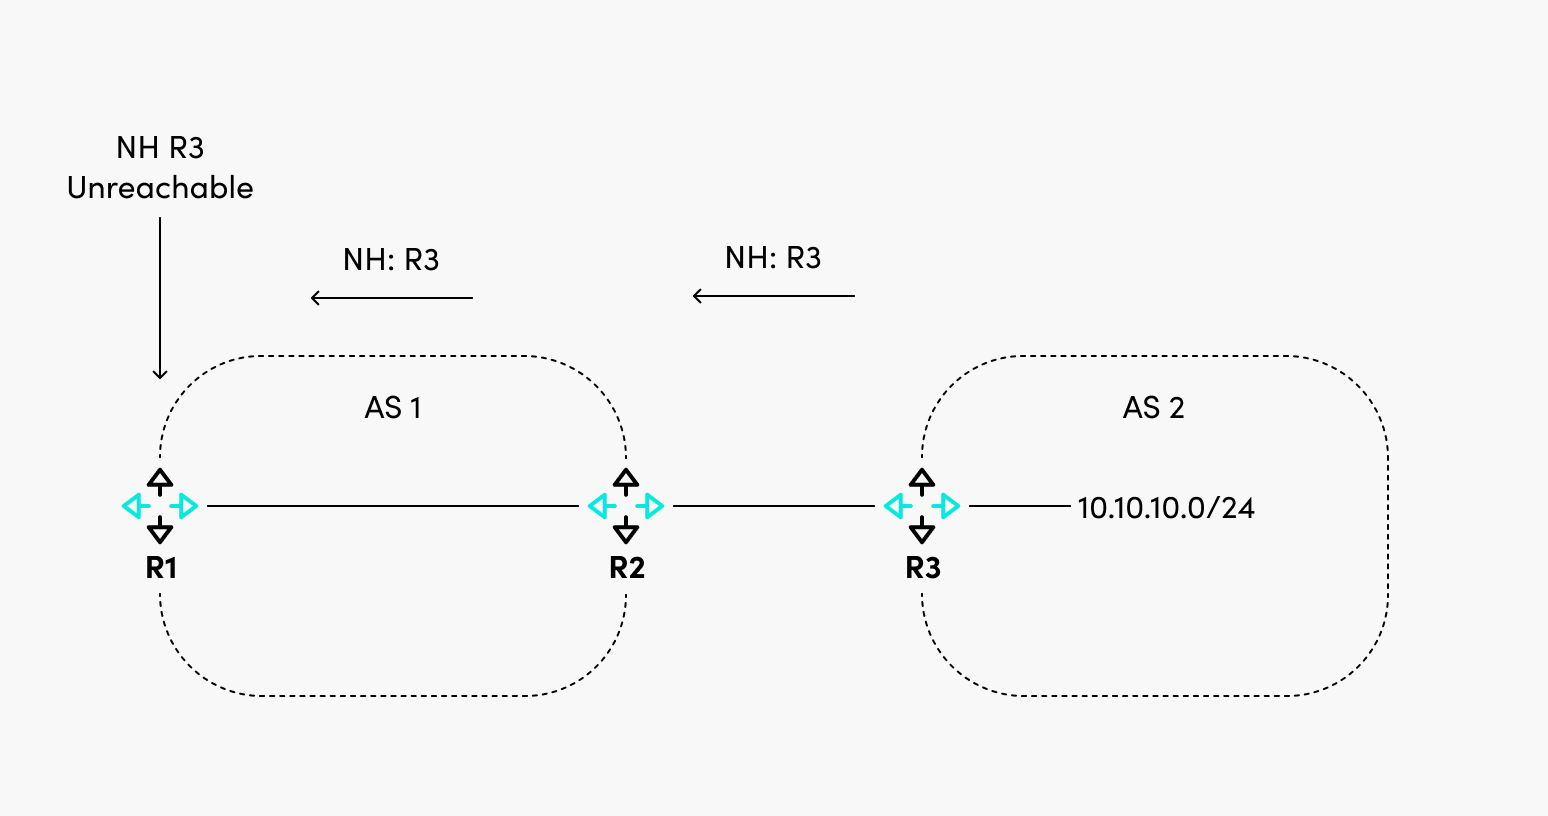 NH R3
Unreachable
NH: R3
NH: R3
AS 1
AS 2
10.10.10.0/24
R1
R2
R3